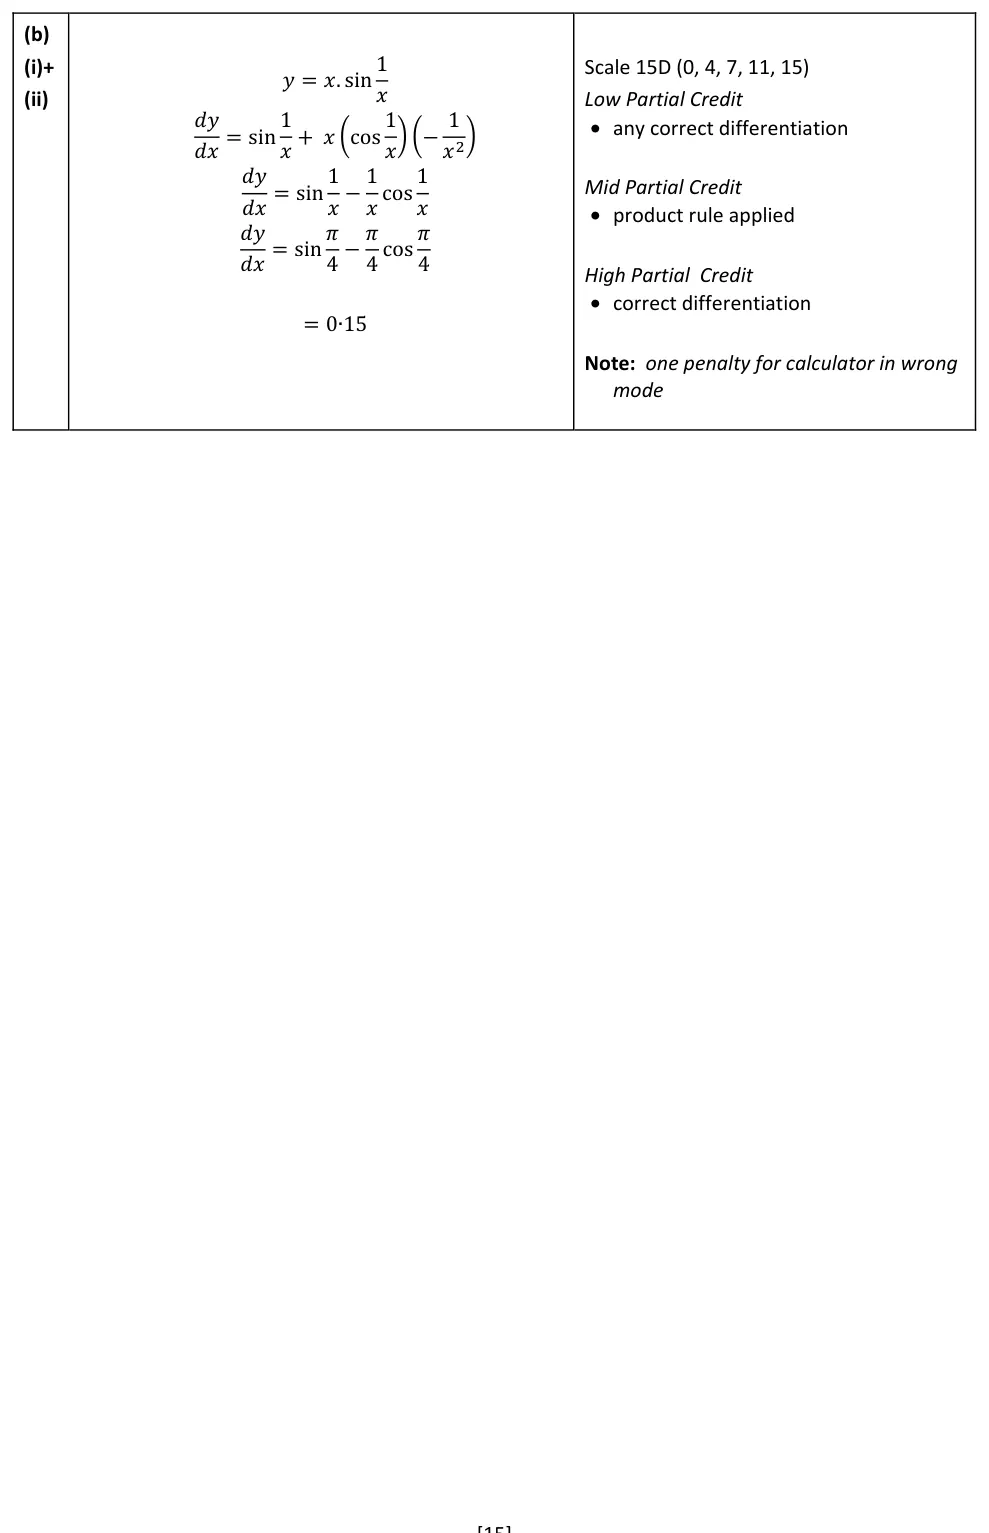 (b)
(i)+
(ii)
y = x. sin 1/x
dy/dx = sin 1/x + x (cos 1/x) (− 1/x²)
dy/dx = sin 1/x − 1/x cos 1/x
dy/dx = sin π/4 − π/4 cos π/4
= 0·15
Scale 15D (0, 4, 7, 11, 15)
Low Partial Credit
• any correct differentiation
Mid Partial Credit
• product rule applied
High Partial Credit
• correct differentiation
Note: one penalty for calculator in wrong
mode
[15]